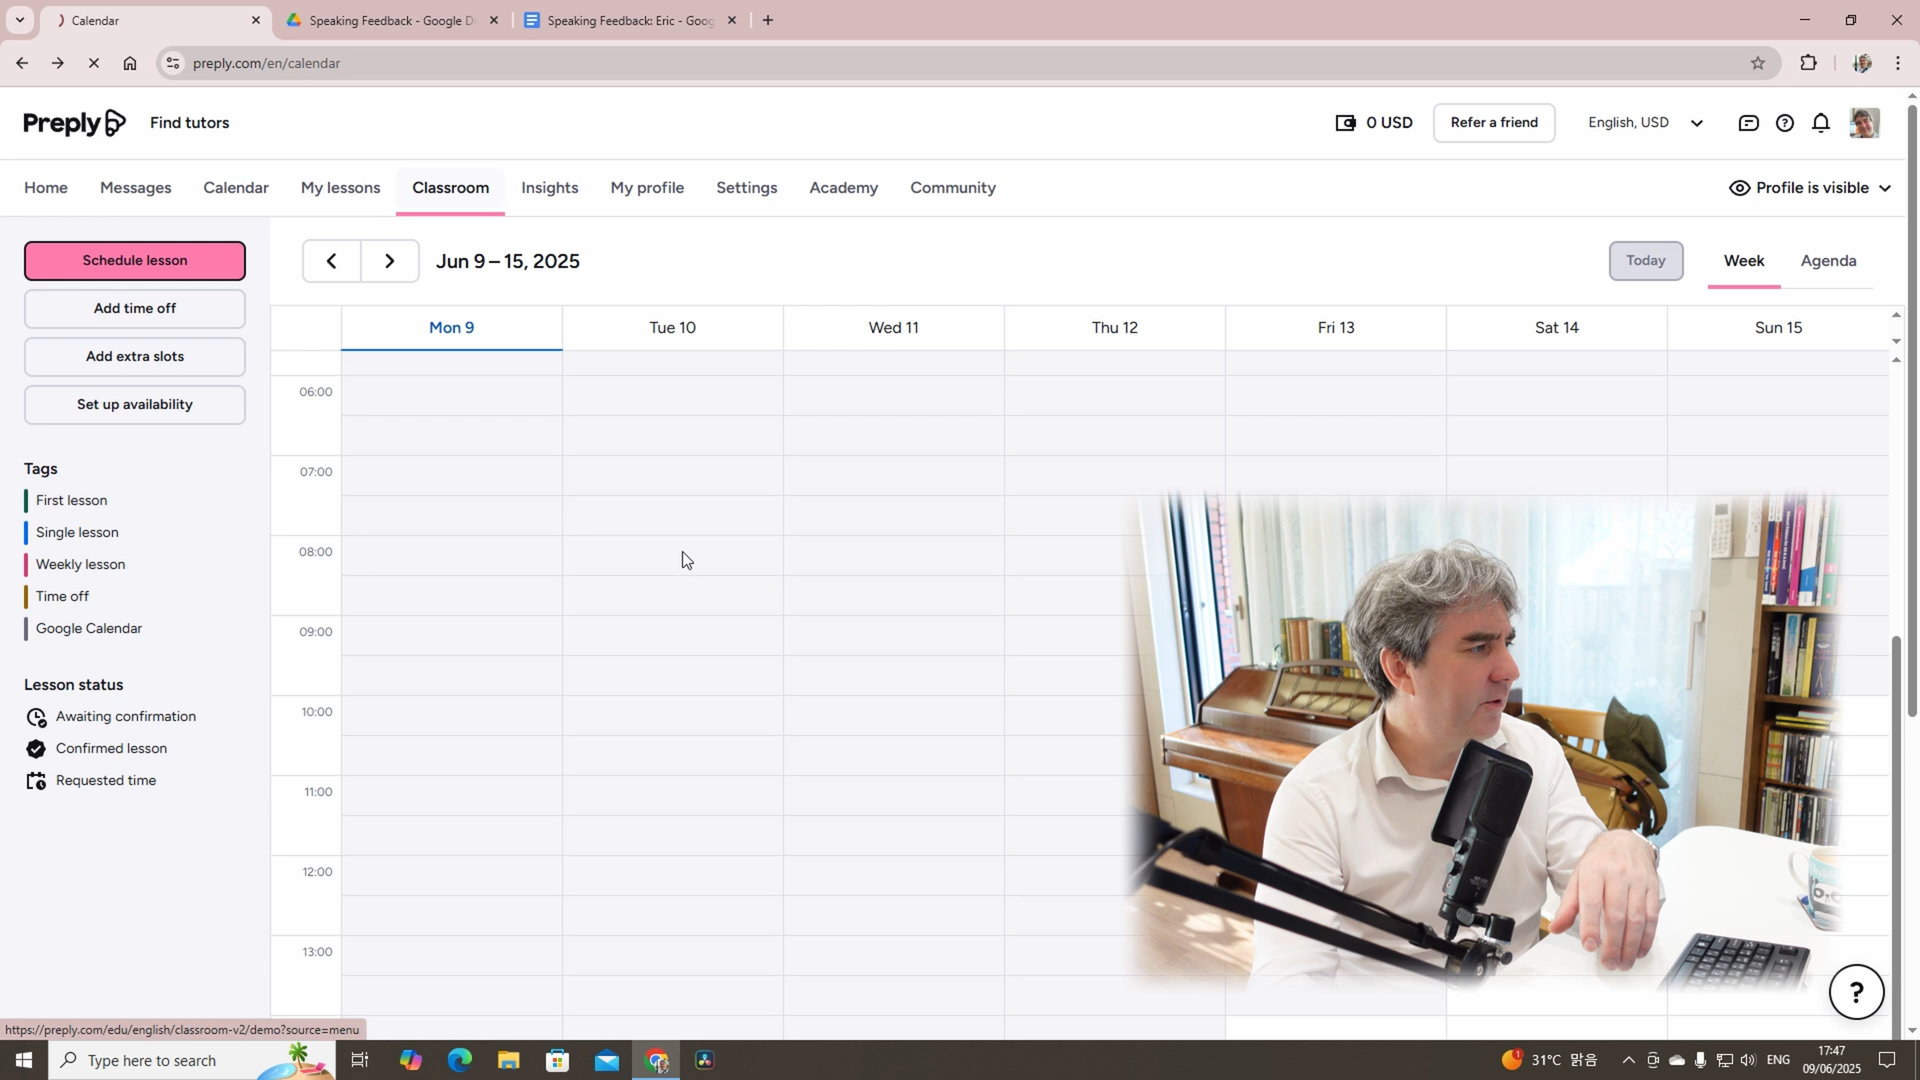 Calendar
Speaking Feedback - Google D
Speaking Feedback: Eric - Goog
preply.com/en/calendar
Preply
Find tutors
0 USD
Refer a friend
English, USD
Home
Messages
Calendar
My lessons
Classroom
Insights
My profile
Settings
Academy
Community
Profile is visible
Schedule lesson
Add time off
Add extra slots
Set up availability
Jun 9 – 15, 2025
Today
Week
Agenda
Mon 9
Tue 10
Wed 11
Thu 12
Fri 13
Sat 14
Sun 15
06:00
07:00
08:00
09:00
10:00
11:00
12:00
13:00
Tags
First lesson
Single lesson
Weekly lesson
Time off
Google Calendar
Lesson status
Awaiting confirmation
Confirmed lesson
Requested time
?
https://preply.com/edu/english/classroom-v2/demo?source=menu
Type here to search
1
31°C 맑음
ENG
17:47
09/06/2025